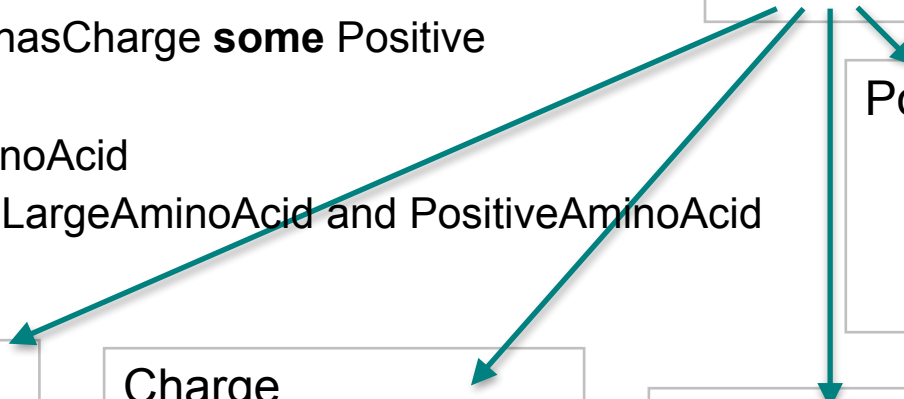 hasCharge some Positive
Po
noAcid
LargeAminoAcid and PositiveAminoAcid
Charge